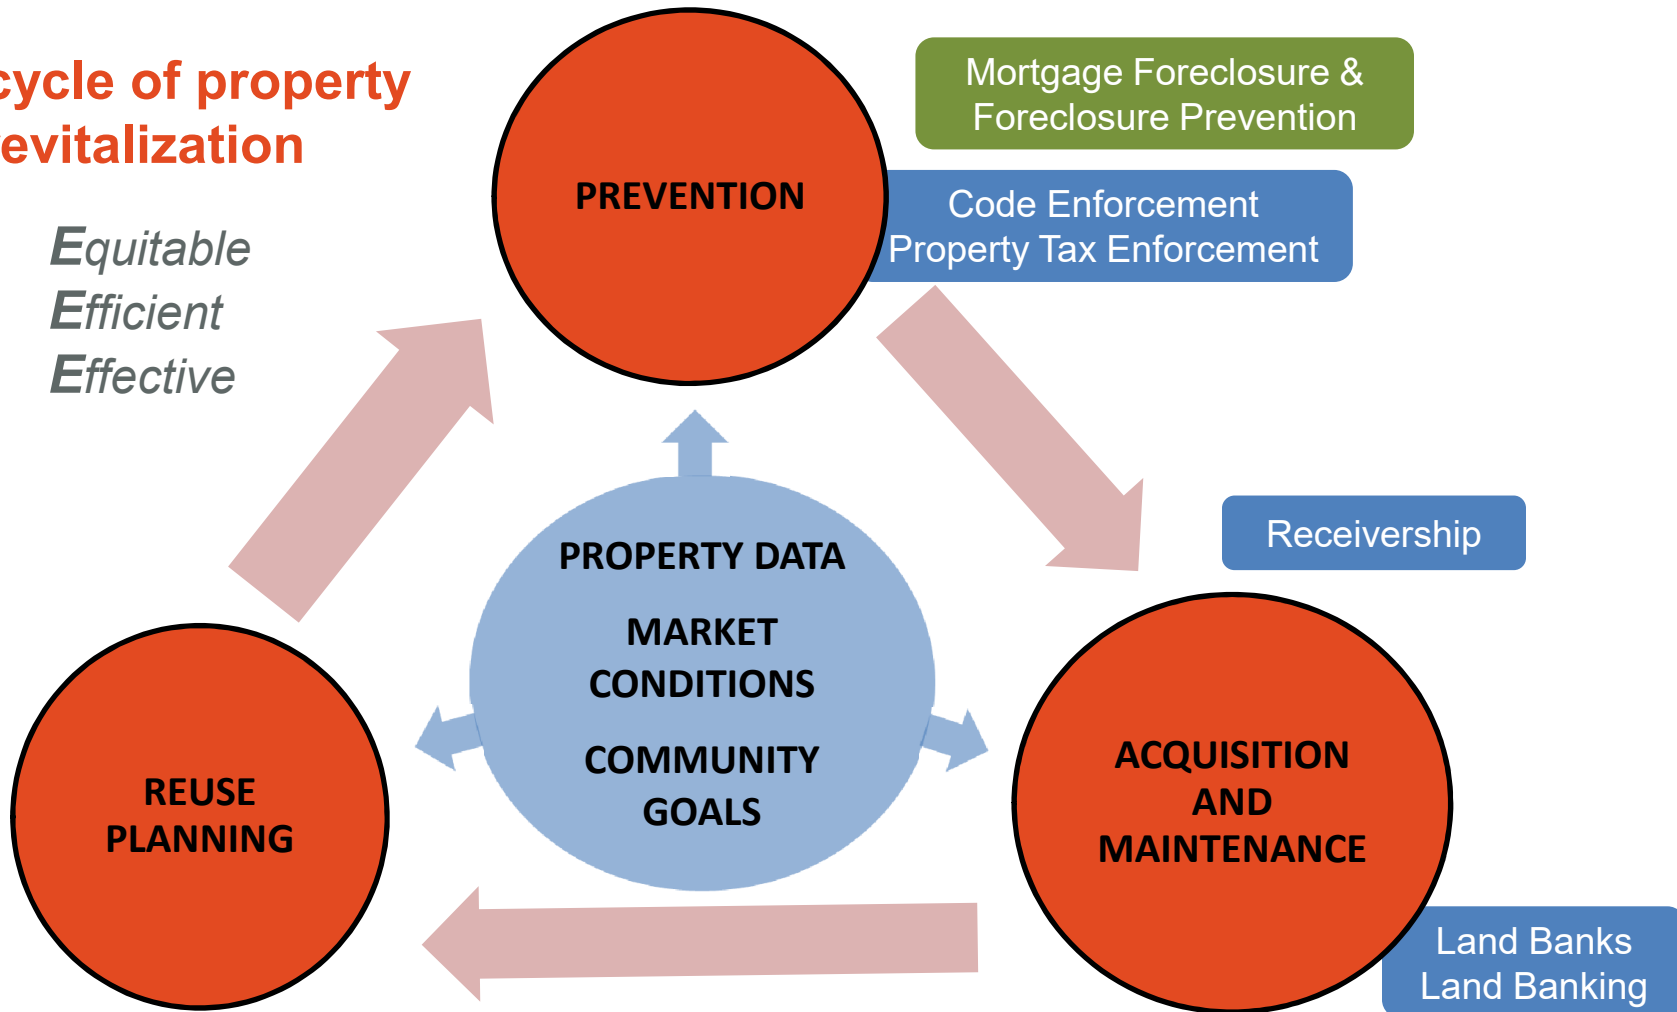 cycle of property
evitalization
Equitable
Efficient
Effective
PREVENTION
Mortgage Foreclosure &
Foreclosure Prevention
Code Enforcement
Property Tax Enforcement
PROPERTY DATA
MARKET
CONDITIONS
COMMUNITY
GOALS
Receivership
ACQUISITION
AND
MAINTENANCE
REUSE
PLANNING
Land Banks
Land Banking